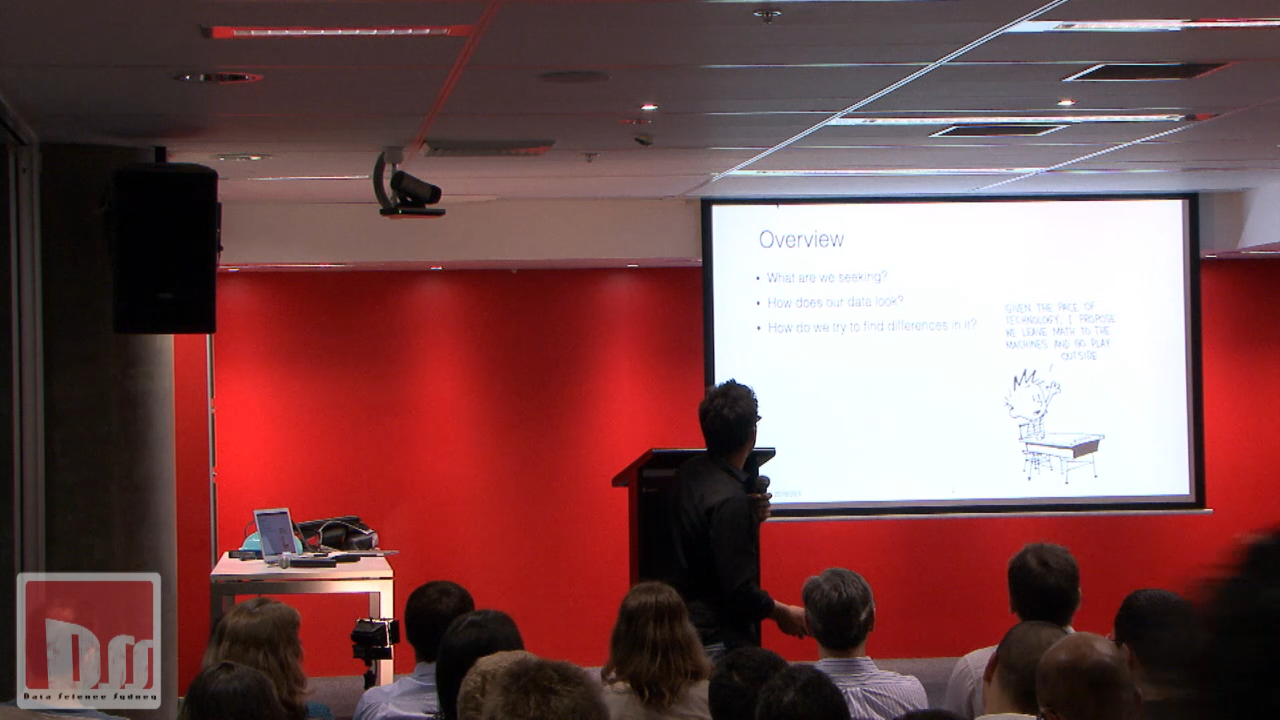 Overview
• What are we seeking?
• How does our data look?
• How do we try to find differences in it?
GIVEN THE PACE OF
TECHNOLOGY, I PROPOSE
WE LEAVE MATH TO THE
MACHINES AND GO PLAY
OUTSIDE
Data Science Sydney